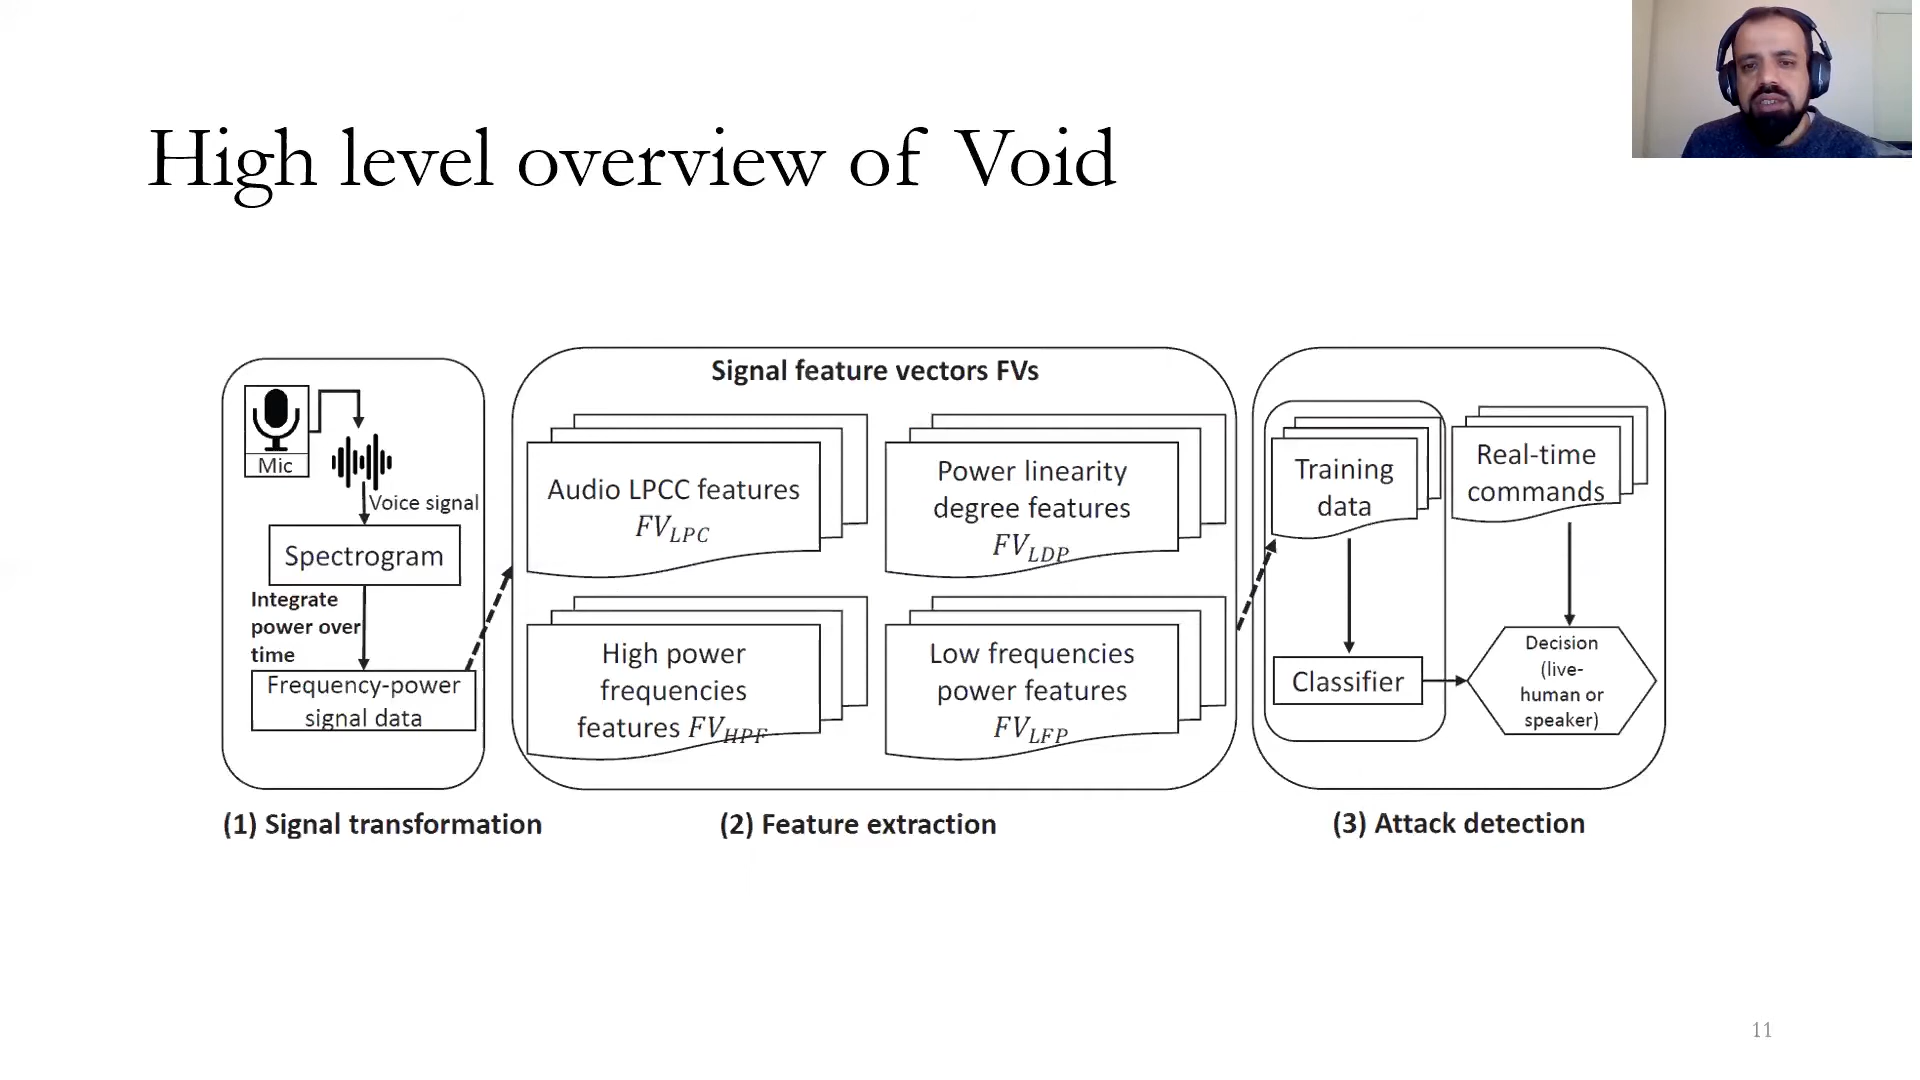 High level overview of Void
Mic
Voice signal
Spectrogram
Integrate
power over
time
Frequency-power
signal data
(1) Signal transformation
Signal feature vectors FVs
Audio LPCC features
FV_LPC
Power linearity
degree features
FV_LDP
High power
frequencies
features FV_HPF
Low frequencies
power features
FV_LFP
(2) Feature extraction
Training
data
Real-time
commands
Classifier
Decision
(live-
human or
speaker)
(3) Attack detection
11